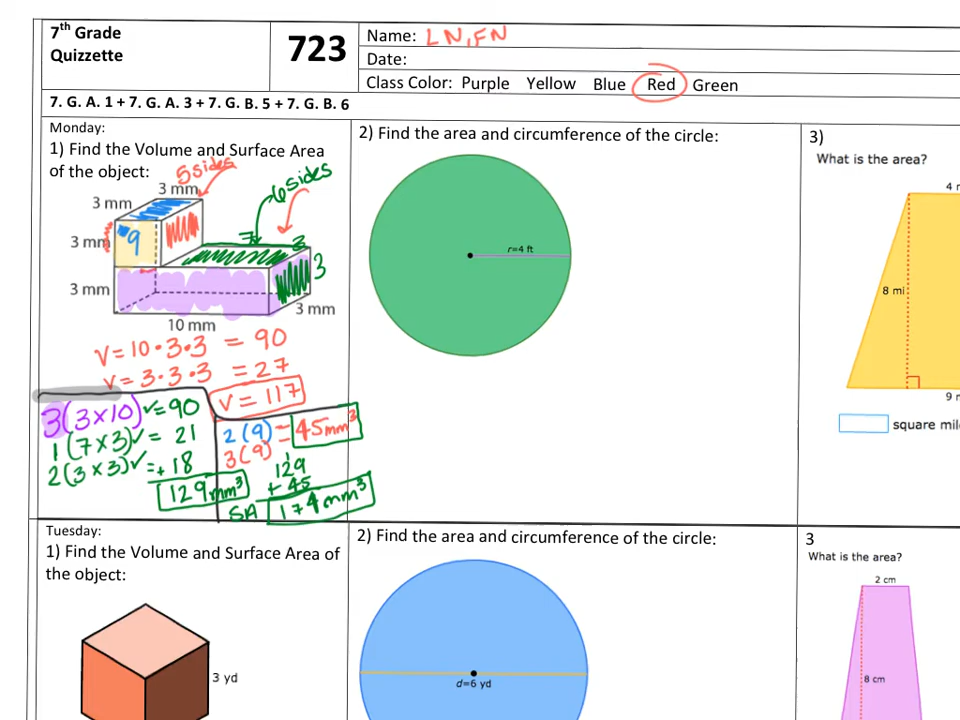 7th Grade
Quizzette
723
Name: LN, FN
Date:
Class Color: Purple Yellow Blue Red Green
7. G. A. 1 + 7. G. A. 3 + 7. G. B. 5 + 7. G. B. 6
Monday:
1) Find the Volume and Surface Area
of the object:
5 sides
6 sides
3 mm
3 mm
3 mm
9
7
3
3
3 mm
3 mm
10 mm
V = 10 • 3 • 3 = 90
V = 3 • 3 • 3 = 27
V = 117
3(3×10)✓=90
1(7×3)✓= 21
2(3×3)✓=+18
129mm³
2(9) = 45mm³
3(9) =
1
129
+ 45
SA 174mm³
2) Find the area and circumference of the circle:
r=4 ft
3)
What is the area?
4 m
8 mi
9 m
square mile
Tuesday:
1) Find the Volume and Surface Area of
the object:
3 yd
2) Find the area and circumference of the circle:
d=6 yd
3
What is the area?
2 cm
8 cm